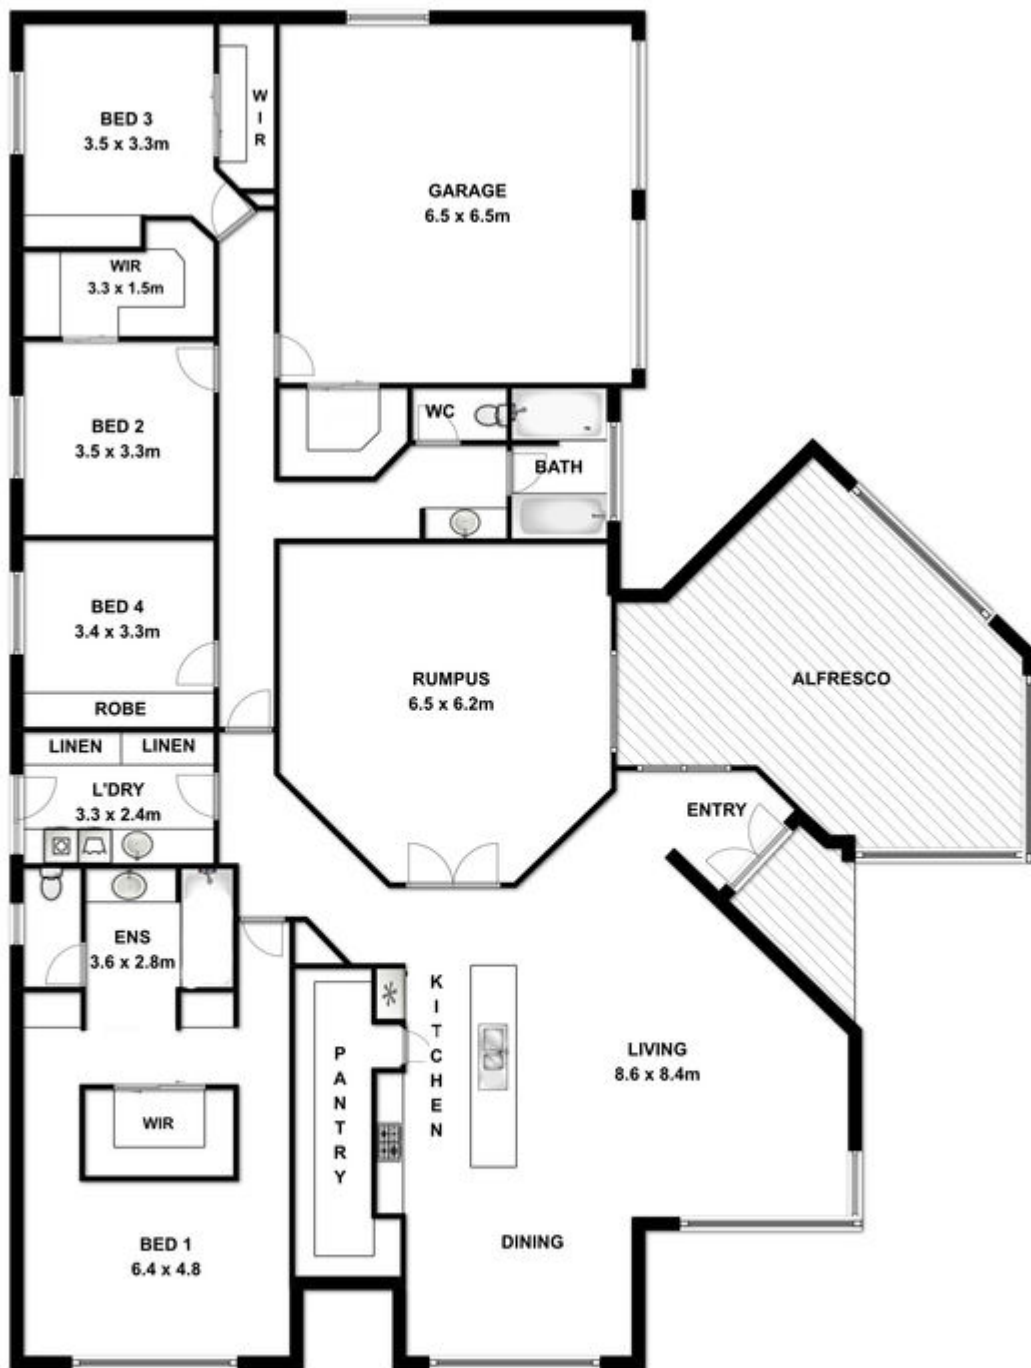 BED 3
3.5 x 3.3m
WIR
GARAGE
6.5 x 6.5m
WIR
3.3 x 1.5m
BED 2
3.5 x 3.3m
WC
BATH
BED 4
3.4 x 3.3m
ROBE
RUMPUS
6.5 x 6.2m
ALFRESCO
LINEN
LINEN
L'DRY
3.3 x 2.4m
ENTRY
ENS
3.6 x 2.8m
KITCHEN
PANTRY
LIVING
8.6 x 8.4m
WIR
BED 1
6.4 x 4.8
DINING